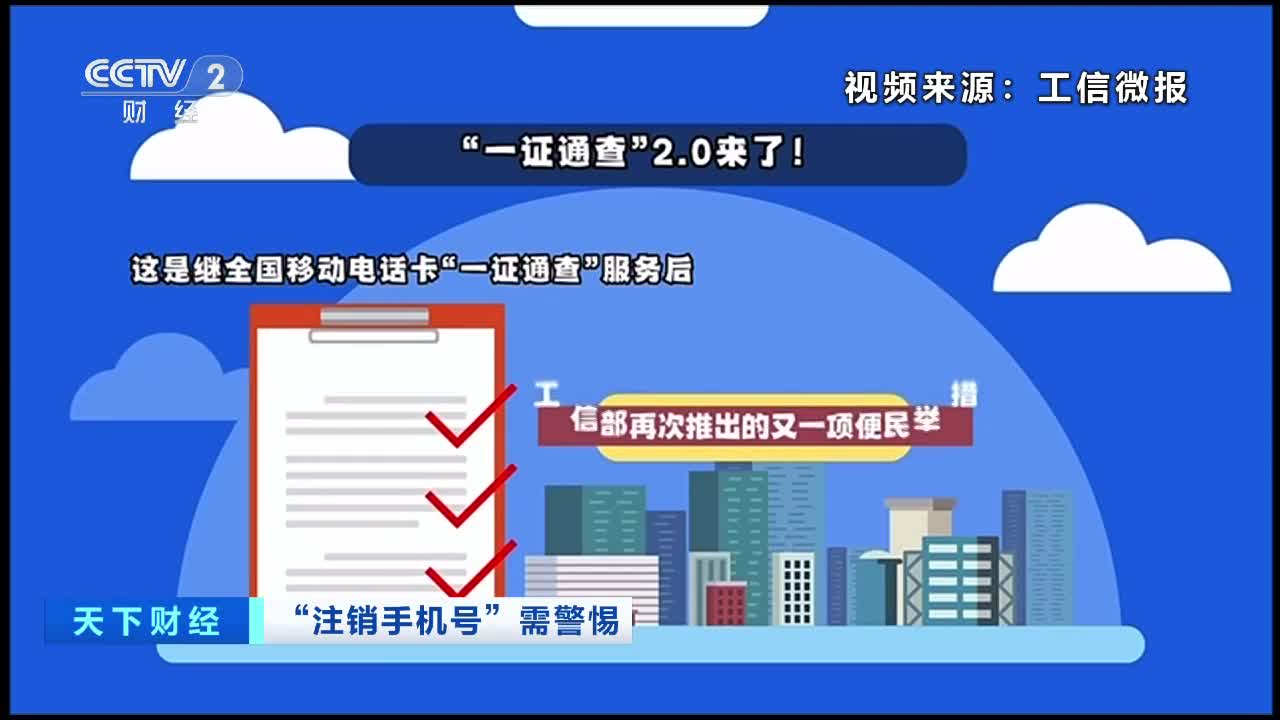 CCTV 2
财经
视频来源：工信微报
“一证通查”2.0来了！
这是继全国移动电话卡“一证通查”服务后
工信部再次推出的又一项便民举措
天下财经
“注销手机号”需警惕